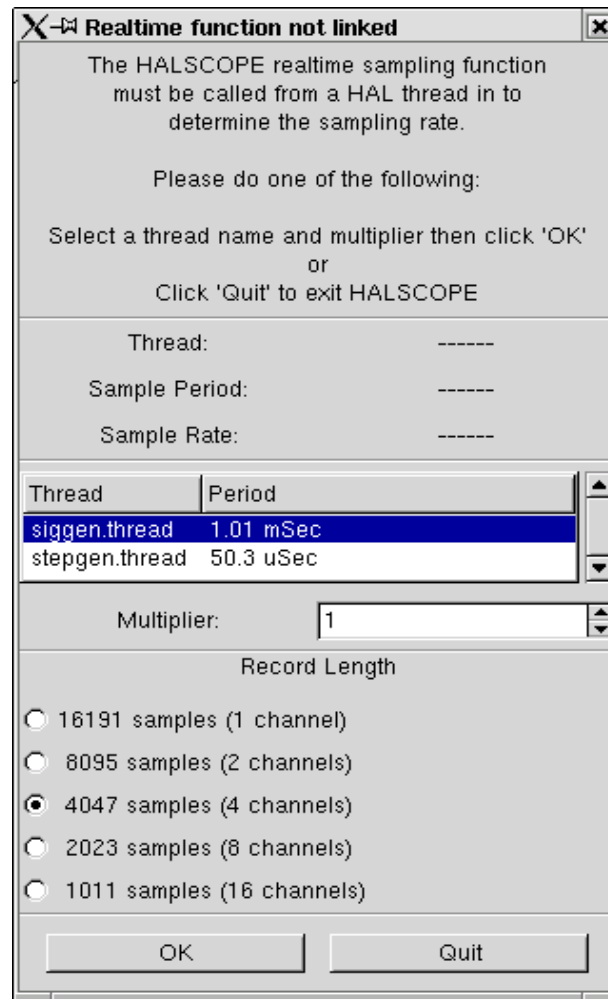 Realtime function not linked
The HALSCOPE realtime sampling function
must be called from a HAL thread in to
determine the sampling rate.
Please do one of the following:
Select a thread name and multiplier then click 'OK'
or
Click 'Quit' to exit HALSCOPE
Thread: ------
Sample Period: ------
Sample Rate: ------
Thread Period
siggen.thread 1.01 mSec
stepgen.thread 50.3 uSec
Multiplier: 1
Record Length
16191 samples (1 channel)
8095 samples (2 channels)
4047 samples (4 channels)
2023 samples (8 channels)
1011 samples (16 channels)
OK Quit